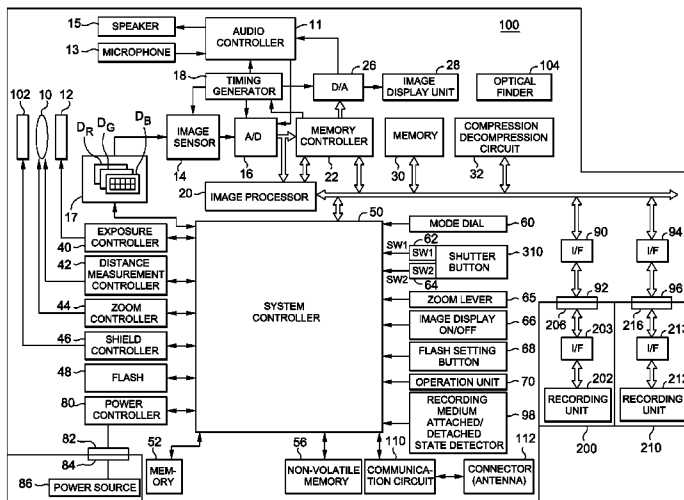 15 SPEAKER
13 MICROPHONE
AUDIO CONTROLLER 11
100
18 TIMING GENERATOR
26 D/A
28 IMAGE DISPLAY UNIT
104 OPTICAL FINDER
102 10 12
DR DG DB
17
IMAGE SENSOR 14
A/D 16
MEMORY CONTROLLER 22
MEMORY 30
COMPRESSION DECOMPRESSION CIRCUIT 32
20 IMAGE PROCESSOR
50
SYSTEM CONTROLLER
40 EXPOSURE CONTROLLER
42 DISTANCE MEASUREMENT CONTROLLER
44 ZOOM CONTROLLER
46 SHIELD CONTROLLER
48 FLASH
80 POWER CONTROLLER
82
84
86 POWER SOURCE
MODE DIAL 60
SW1 62
SW1
SW2
SW2 64
SHUTTER BUTTON 310
ZOOM LEVER 65
IMAGE DISPLAY ON/OFF 66
FLASH SETTING BUTTON 68
OPERATION UNIT 70
RECORDING MEDIUM ATTACHED/ DETACHED STATE DETECTOR 98
52 MEM- ORY
56 NON-VOLATILE MEMORY
110 COMMUNICA- TION CIRCUIT
112 CONNECTOR (ANTENNA)
I/F 90
I/F 94
92
96
206
216
I/F 203
I/F 213
RECORDING UNIT 202
RECORDING UNIT 212
200
210